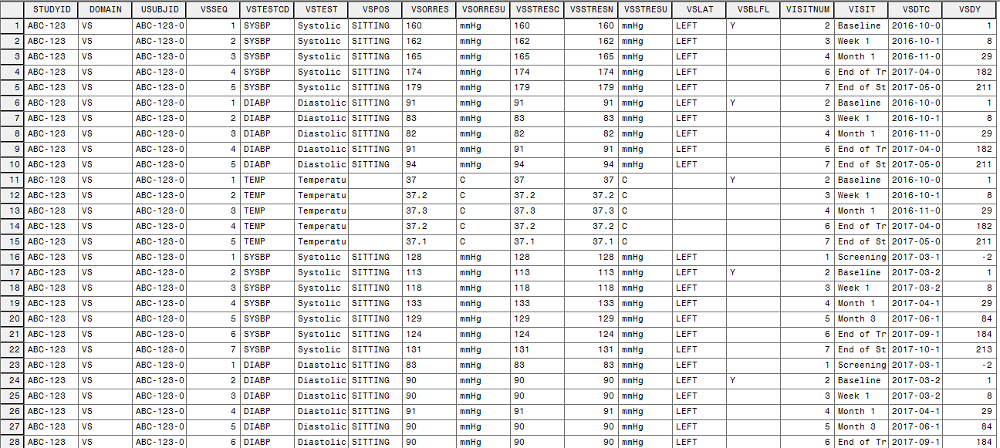 STUDYID DOMAIN USUBJID VSSEQ VSTESTCD VSTEST VSPOS VSORRES VSORRESU VSSTRESC VSSTRESN VSSTRESU VSLAT VSBLFL VISITNUM VISIT VSDTC VSDY
1 ABC-123 VS ABC-123-0 1 SYSBP Systolic SITTING 160 mmHg 160 160 mmHg LEFT Y 2 Baseline 2016-10-0 1
2 ABC-123 VS ABC-123-0 2 SYSBP Systolic SITTING 162 mmHg 162 162 mmHg LEFT 3 Week 1 2016-10-1 8
3 ABC-123 VS ABC-123-0 3 SYSBP Systolic SITTING 165 mmHg 165 165 mmHg LEFT 4 Month 1 2016-11-0 29
4 ABC-123 VS ABC-123-0 4 SYSBP Systolic SITTING 174 mmHg 174 174 mmHg LEFT 6 End of Tr 2017-04-0 182
5 ABC-123 VS ABC-123-0 5 SYSBP Systolic SITTING 179 mmHg 179 179 mmHg LEFT 7 End of St 2017-05-0 211
6 ABC-123 VS ABC-123-0 1 DIABP Diastolic SITTING 91 mmHg 91 91 mmHg LEFT Y 2 Baseline 2016-10-0 1
7 ABC-123 VS ABC-123-0 2 DIABP Diastolic SITTING 83 mmHg 83 83 mmHg LEFT 3 Week 1 2016-10-1 8
8 ABC-123 VS ABC-123-0 3 DIABP Diastolic SITTING 82 mmHg 82 82 mmHg LEFT 4 Month 1 2016-11-0 29
9 ABC-123 VS ABC-123-0 4 DIABP Diastolic SITTING 91 mmHg 91 91 mmHg LEFT 6 End of Tr 2017-04-0 182
10 ABC-123 VS ABC-123-0 5 DIABP Diastolic SITTING 94 mmHg 94 94 mmHg LEFT 7 End of St 2017-05-0 211
11 ABC-123 VS ABC-123-0 1 TEMP Temperatu 37 C 37 37 C Y 2 Baseline 2016-10-0 1
12 ABC-123 VS ABC-123-0 2 TEMP Temperatu 37.2 C 37.2 37.2 C 3 Week 1 2016-10-1 8
13 ABC-123 VS ABC-123-0 3 TEMP Temperatu 37.3 C 37.3 37.3 C 4 Month 1 2016-11-0 29
14 ABC-123 VS ABC-123-0 4 TEMP Temperatu 37.2 C 37.2 37.2 C 6 End of Tr 2017-04-0 182
15 ABC-123 VS ABC-123-0 5 TEMP Temperatu 37.1 C 37.1 37.1 C 7 End of St 2017-05-0 211
16 ABC-123 VS ABC-123-0 1 SYSBP Systolic SITTING 128 mmHg 128 128 mmHg LEFT 1 Screening 2017-03-1 -2
17 ABC-123 VS ABC-123-0 2 SYSBP Systolic SITTING 113 mmHg 113 113 mmHg LEFT Y 2 Baseline 2017-03-2 1
18 ABC-123 VS ABC-123-0 3 SYSBP Systolic SITTING 118 mmHg 118 118 mmHg LEFT 3 Week 1 2017-03-2 8
19 ABC-123 VS ABC-123-0 4 SYSBP Systolic SITTING 133 mmHg 133 133 mmHg LEFT 4 Month 1 2017-04-1 29
20 ABC-123 VS ABC-123-0 5 SYSBP Systolic SITTING 129 mmHg 129 129 mmHg LEFT 5 Month 3 2017-06-1 84
21 ABC-123 VS ABC-123-0 6 SYSBP Systolic SITTING 124 mmHg 124 124 mmHg LEFT 6 End of Tr 2017-09-1 184
22 ABC-123 VS ABC-123-0 7 SYSBP Systolic SITTING 131 mmHg 131 131 mmHg LEFT 7 End of St 2017-10-1 213
23 ABC-123 VS ABC-123-0 1 DIABP Diastolic SITTING 83 mmHg 83 83 mmHg LEFT 1 Screening 2017-03-1 -2
24 ABC-123 VS ABC-123-0 2 DIABP Diastolic SITTING 90 mmHg 90 90 mmHg LEFT Y 2 Baseline 2017-03-2 1
25 ABC-123 VS ABC-123-0 3 DIABP Diastolic SITTING 90 mmHg 90 90 mmHg LEFT 3 Week 1 2017-03-2 8
26 ABC-123 VS ABC-123-0 4 DIABP Diastolic SITTING 91 mmHg 91 91 mmHg LEFT 4 Month 1 2017-04-1 29
27 ABC-123 VS ABC-123-0 5 DIABP Diastolic SITTING 90 mmHg 90 90 mmHg LEFT 5 Month 3 2017-06-1 84
28 ABC-123 VS ABC-123-0 6 DIABP Diastolic SITTING 90 mmHg 90 90 mmHg LEFT 6 End of Tr 2017-09-1 184